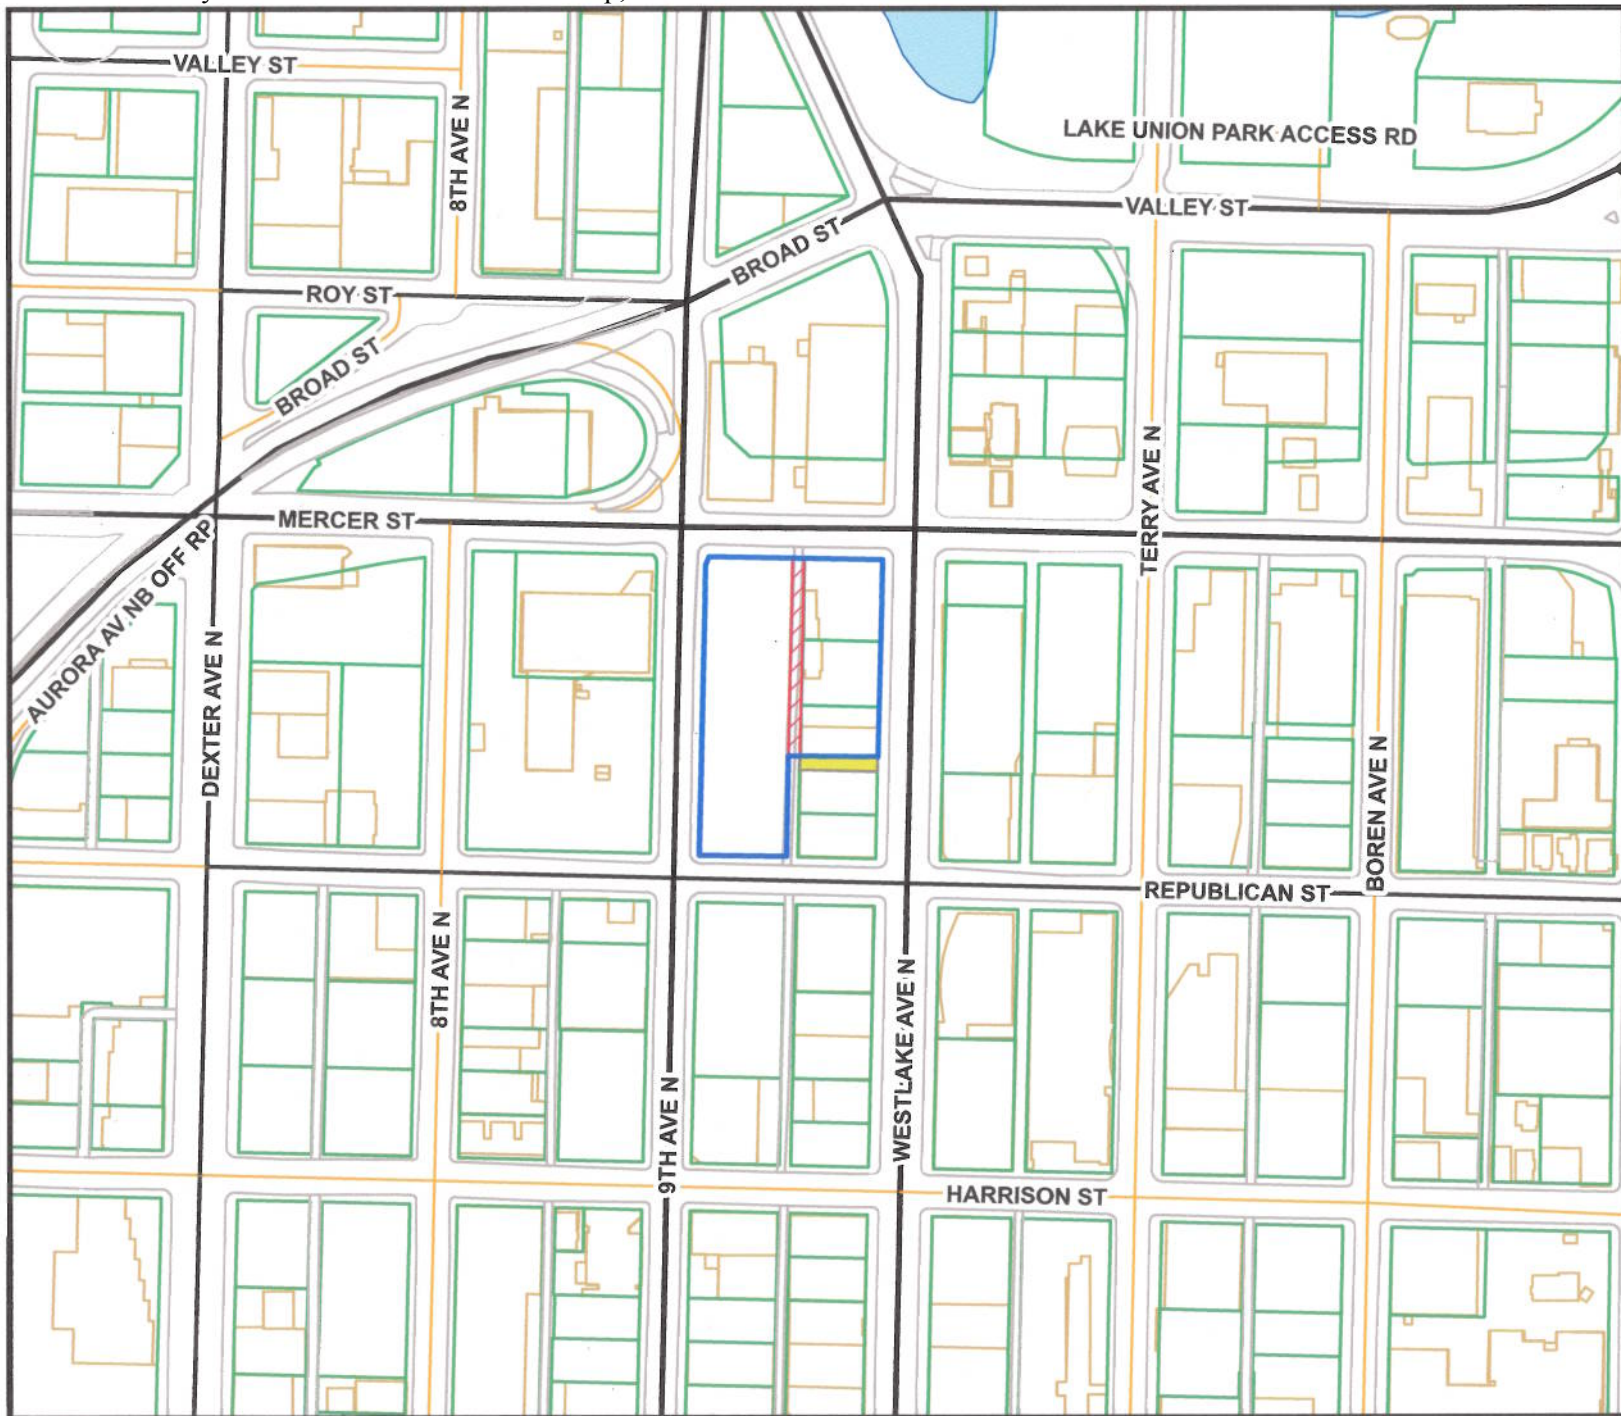 VALLEY ST
8TH AVE N
LAKE UNION PARK ACCESS RD
VALLEY ST
BROAD ST
ROY ST
BROAD ST
MERCER ST
TERRY AVE N
AURORA AV NB OFF RP
DEXTER AVE N
BOREN AVE N
REPUBLICAN ST
8TH AVE N
WESTLAKE AVE N
9TH AVE N
HARRISON ST